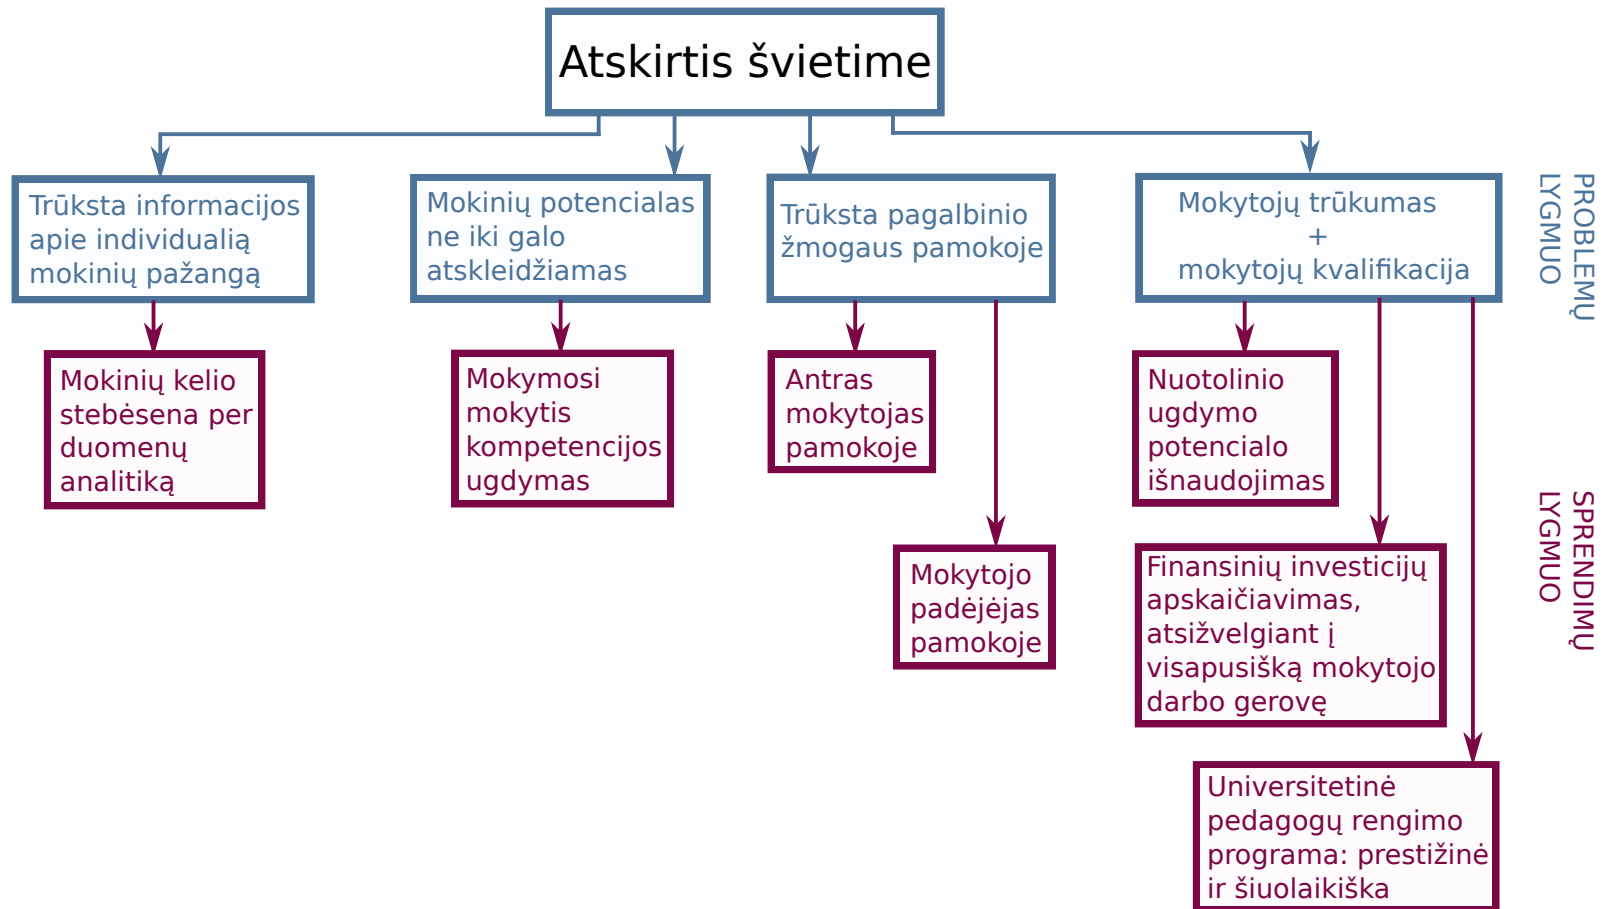 Atskirtis švietime
Trūksta informacijos
apie individualią
mokinių pažangą
Mokinių potencialas
ne iki galo
atskleidžiamas
Trūksta pagalbinio
žmogaus pamokoje
Mokytojų trūkumas
+
mokytojų kvalifikacija
PROBLEMŲ
LYGMUO
Mokinių kelio
stebėsena per
duomenų
analitiką
Mokymosi
mokytis
kompetencijos
ugdymas
Antras
mokytojas
pamokoje
Mokytojo
padėjėjas
pamokoje
Nuotolinio
ugdymo
potencialo
išnaudojimas
Finansinių investicijų
apskaičiavimas,
atsižvelgiant į
visapusišką mokytojo
darbo gerovę
Universitetinė
pedagogų rengimo
programa: prestižinė
ir šiuolaikiška
SPRENDIMŲ
LYGMUO